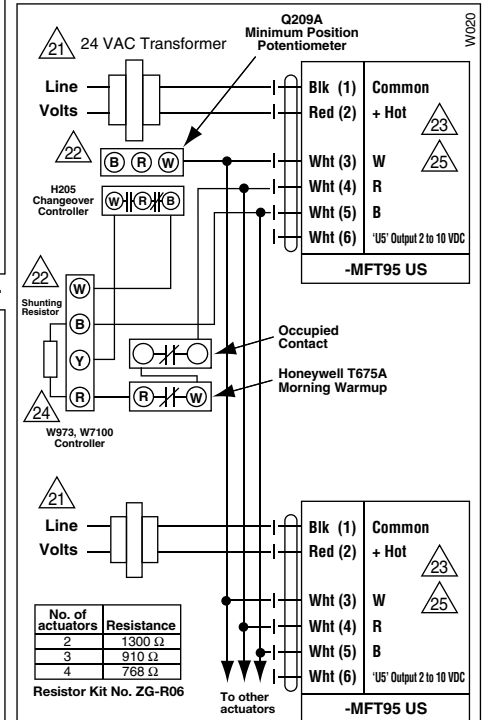 W020
21
24 VAC Transformer
Q209A
Minimum Position
Potentiometer
Line
Volts
Blk (1) Common
Red (2) + Hot
23
22
B R W
Wht (3) W
25
Wht (4) R
Wht (5) B
Wht (6) 'U5' Output 2 to 10 VDC
-MFT95 US
H205
Changeover
Controller
W R B
22
Shunting
Resistor
W
B
Y
R
24
W973, W7100
Controller
Occupied
Contact
Honeywell T675A
Morning Warmup
R W
21
Line
Volts
Blk (1) Common
Red (2) + Hot
23
Wht (3) W
25
Wht (4) R
Wht (5) B
Wht (6) 'U5' Output 2 to 10 VDC
-MFT95 US
No. of
actuators Resistance
2 1300 Ω
3 910 Ω
4 768 Ω
Resistor Kit No. ZG-R06
To other
actuators